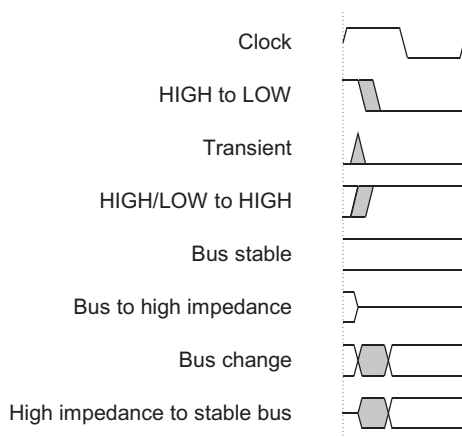 Clock
HIGH to LOW
Transient
HIGH/LOW to HIGH
Bus stable
Bus to high impedance
Bus change
High impedance to stable bus